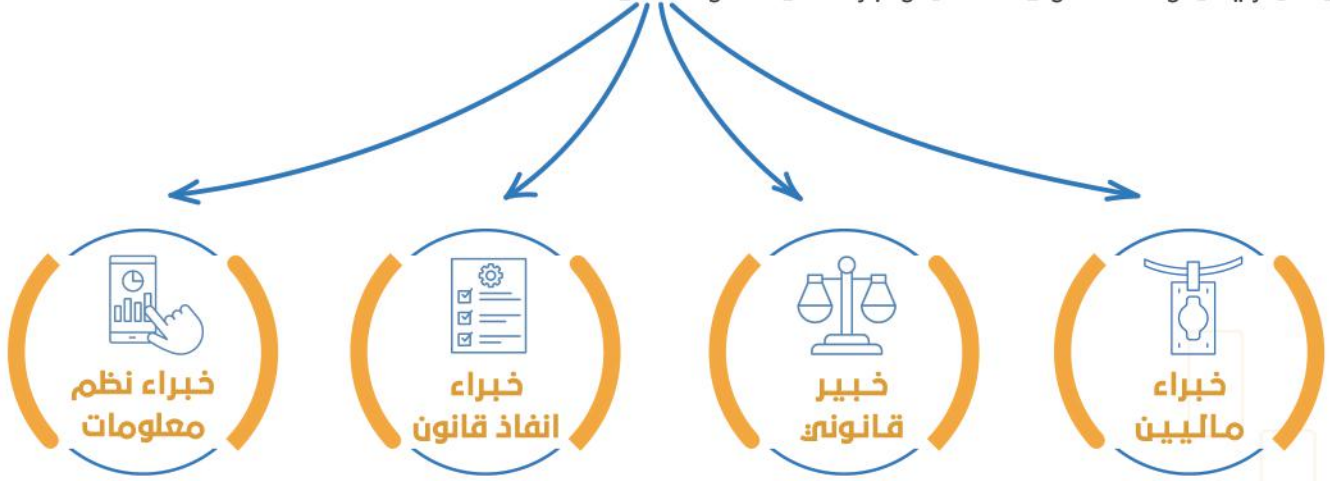 خبراء
ماليين
خبير
قانوني
خبراء
انفاذ قانون
خبراء نظم
معلومات